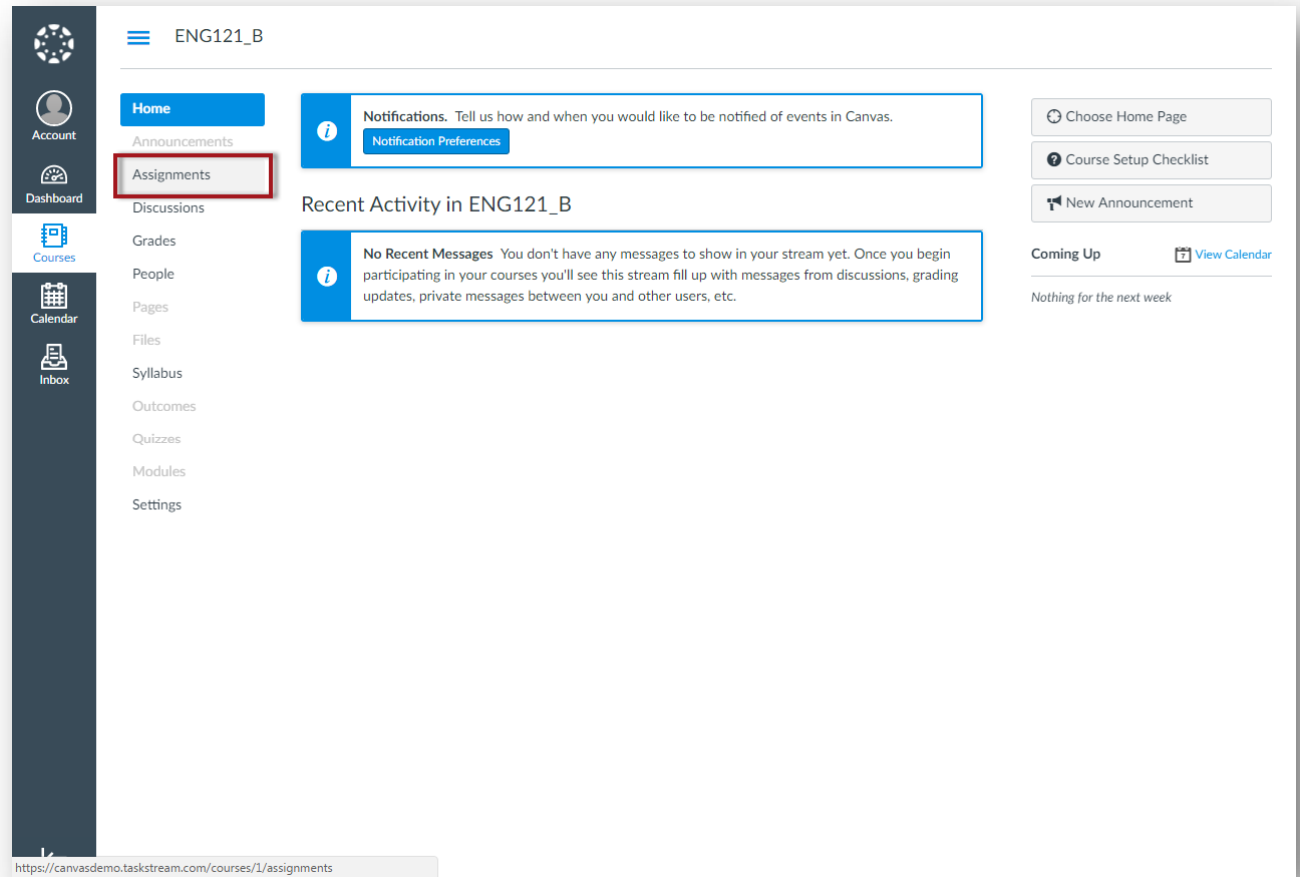 ENG121_B
Account
Dashboard
Courses
Calendar
Inbox
Home
Announcements
Assignments
Discussions
Grades
People
Pages
Files
Syllabus
Outcomes
Quizzes
Modules
Settings
Notifications. Tell us how and when you would like to be notified of events in Canvas.
Notification Preferences
Recent Activity in ENG121_B
No Recent Messages You don't have any messages to show in your stream yet. Once you begin
participating in your courses you'll see this stream fill up with messages from discussions, grading
updates, private messages between you and other users, etc.
Choose Home Page
Course Setup Checklist
New Announcement
Coming Up 7 View Calendar
Nothing for the next week
https://canvasdemo.taskstream.com/courses/1/assignments